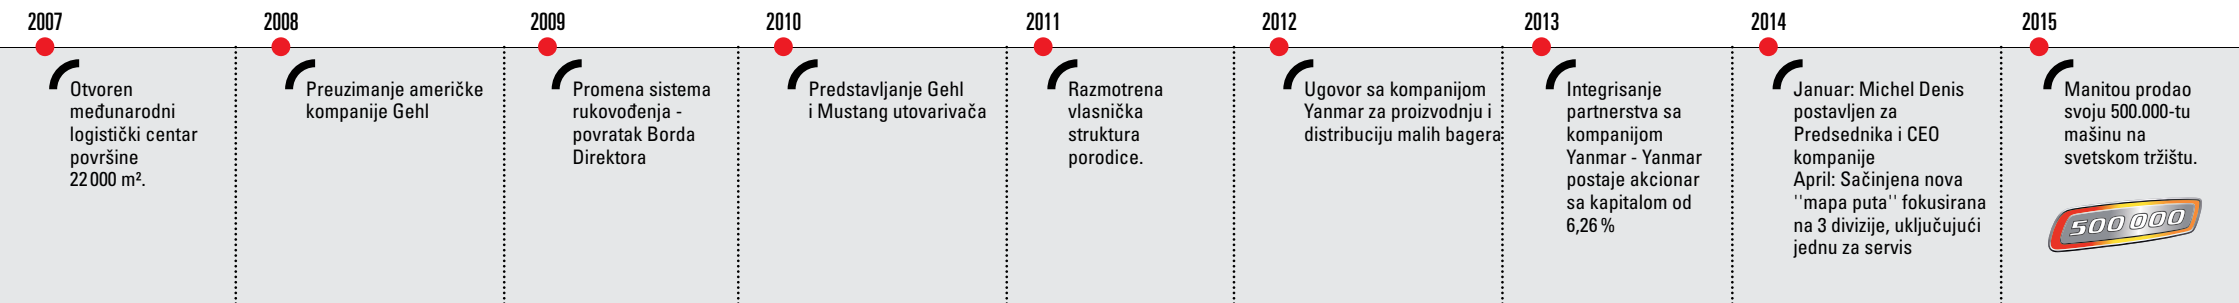 2007
Otvoren
međunarodni
logistički centar
površine
22 000 m².
2008
Preuzimanje američke
kompanije Gehl
2009
Promena sistema
rukovođenja -
povratak Borda
Direktora
2010
Predstavljanje Gehl
i Mustang utovarivača
2011
Razmotrena
vlasnička
struktura
porodice.
2012
Ugovor sa kompanijom
Yanmar za proizvodnju i
distribuciju malih bagera
2013
Integrisanje
partnerstva sa
kompanijom
Yanmar - Yanmar
postaje akcionar
sa kapitalom od
6,26 %
2014
Januar: Michel Denis
postavljen za
Predsednika i CEO
kompanije
April: Sačinjena nova
''mapa puta'' fokusirana
na 3 divizije, uključujući
jednu za servis
2015
Manitou prodao
svoju 500.000-tu
mašinu na
svetskom tržištu.
500 000